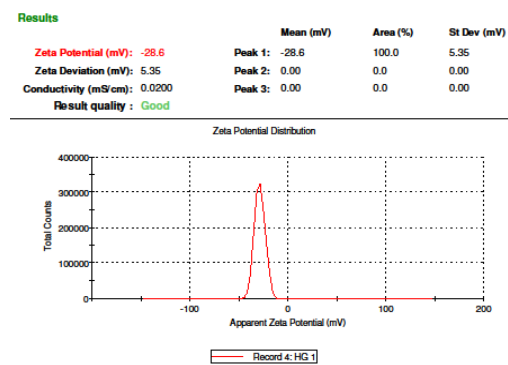 Results
Mean (mV) Area (%) St Dev (mV)
Zeta Potential (mV): -28.6 Peak 1: -28.6 100.0 5.35
Zeta Deviation (mV): 5.35 Peak 2: 0.00 0.0 0.00
Conductivity (mS/cm): 0.0200 Peak 3: 0.00 0.0 0.00
Result quality : Good
Zeta Potential Distribution
400000
300000
200000
100000
0
Total Counts
-100 0 100 200
Apparent Zeta Potential (mV)
Record 4: HG 1